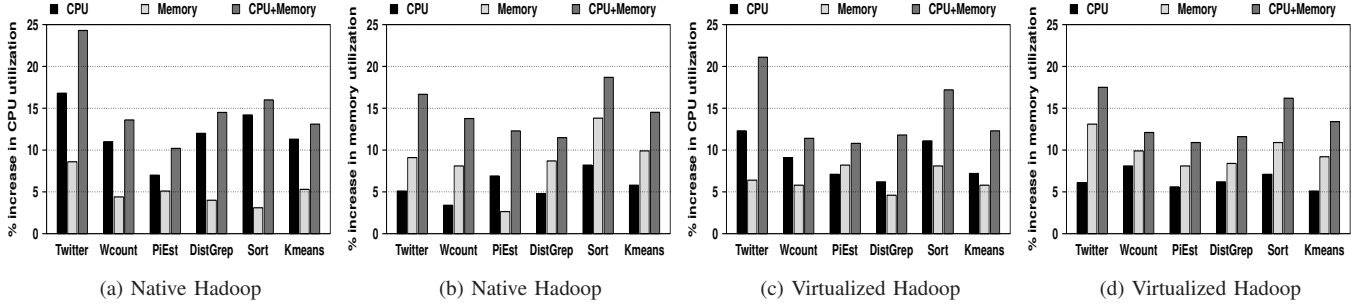 CPU Memory CPU+Memory
% increase in CPU utilization
25
20
15
10
5
0
Twitter Wcount PiEst DistGrep Sort Kmeans
(a) Native Hadoop
CPU Memory CPU+Memory
% increase in memory utilization
25
20
15
10
5
0
Twitter Wcount PiEst DistGrep Sort Kmeans
(b) Native Hadoop
CPU Memory CPU+Memory
% increase in CPU utilization
25
20
15
10
5
0
Twitter Wcount PiEst DistGrep Sort Kmeans
(c) Virtualized Hadoop
CPU Memory CPU+Memory
% increase in memory utilization
25
20
15
10
5
0
Twitter Wcount PiEst DistGrep Sort Kmeans
(d) Virtualized Hadoop